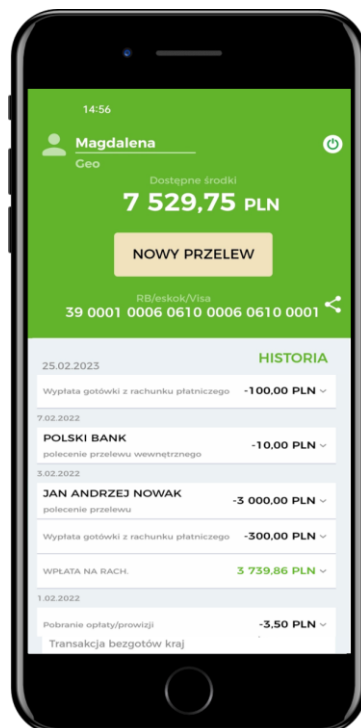 14:56
Magdalena
Geo
Dostępne środki
7 529,75 PLN
NOWY PRZELEW
RB/eskok/Visa
39 0001 0006 0610 0006 0610 0001
25.02.2023 HISTORIA
Wypłata gotówki z rachunku płatniczego -100,00 PLN
7.02.2022
POLSKI BANK
polecenie przelewu wewnętrznego -10,00 PLN
3.02.2022
JAN ANDRZEJ NOWAK
polecenie przelewu -3 000,00 PLN
Wypłata gotówki z rachunku płatniczego -300,00 PLN
WPŁATA NA RACH. 3 739,86 PLN
1.02.2022
Pobranie opłaty/prowizji -3,50 PLN
Transakcja bezgotów kraj